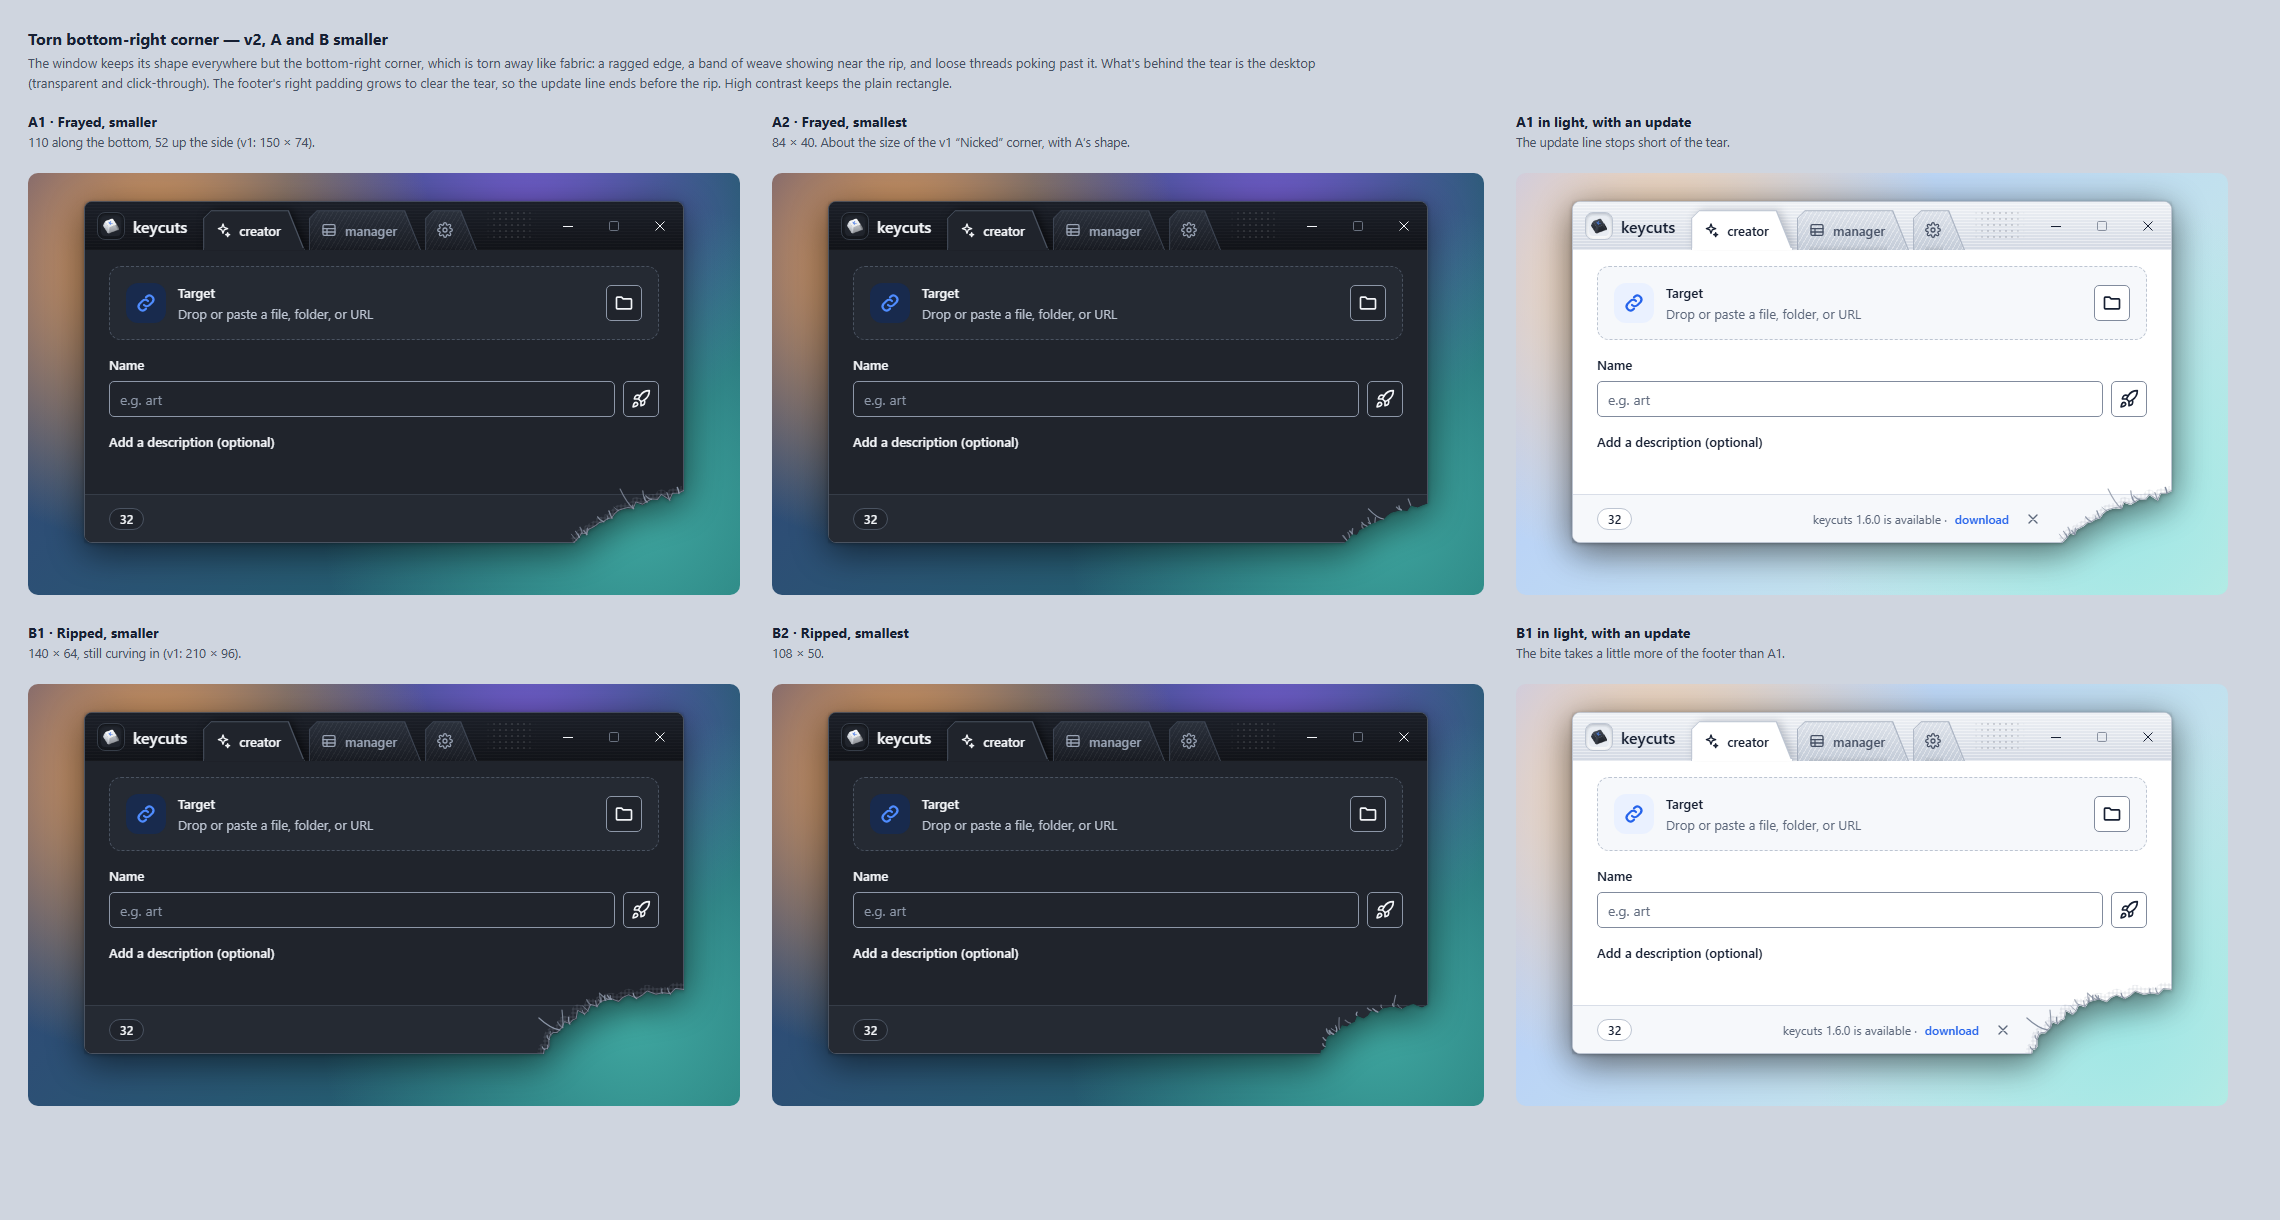 Torn bottom-right corner — v2, A and B smaller
The window keeps its shape everywhere but the bottom-right corner, which is torn away like fabric: a ragged edge, a band of weave showing near the rip, and loose threads poking past it. What's behind the tear is the desktop
(transparent and click-through). The footer's right padding grows to clear the tear, so the update line ends before the rip. High contrast keeps the plain rectangle.
A1 · Frayed, smaller
110 along the bottom, 52 up the side (v1: 150 × 74).
keycuts
creator
manager
Target
Drop or paste a file, folder, or URL
Name
e.g. art
Add a description (optional)
32
A2 · Frayed, smallest
84 × 40. About the size of the v1 “Nicked” corner, with A's shape.
keycuts
creator
manager
Target
Drop or paste a file, folder, or URL
Name
e.g. art
Add a description (optional)
32
A1 in light, with an update
The update line stops short of the tear.
keycuts
creator
manager
Target
Drop or paste a file, folder, or URL
Name
e.g. art
Add a description (optional)
32
keycuts 1.6.0 is available · download
B1 · Ripped, smaller
140 × 64, still curving in (v1: 210 × 96).
keycuts
creator
manager
Target
Drop or paste a file, folder, or URL
Name
e.g. art
Add a description (optional)
32
B2 · Ripped, smallest
108 × 50.
keycuts
creator
manager
Target
Drop or paste a file, folder, or URL
Name
e.g. art
Add a description (optional)
32
B1 in light, with an update
The bite takes a little more of the footer than A1.
keycuts
creator
manager
Target
Drop or paste a file, folder, or URL
Name
e.g. art
Add a description (optional)
32
keycuts 1.6.0 is available · download